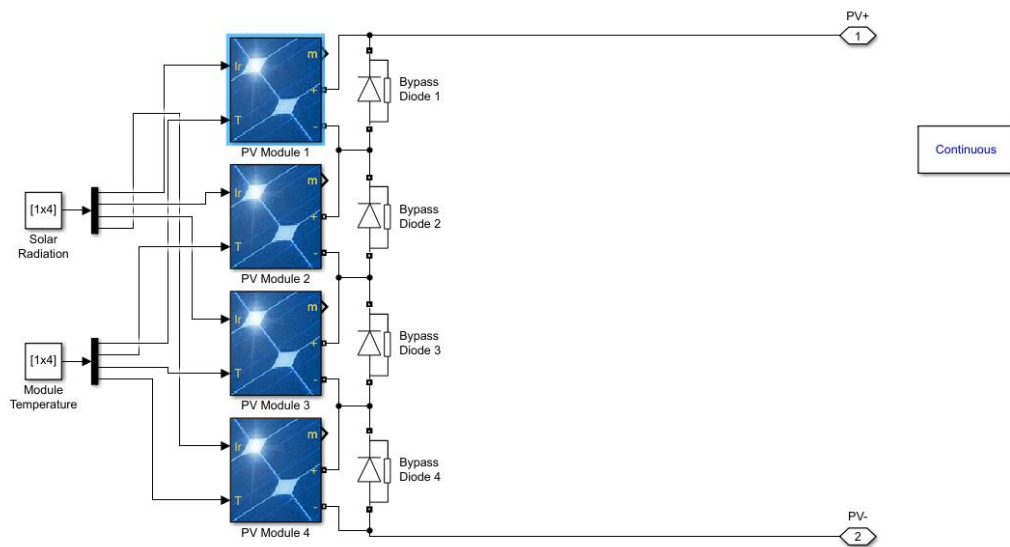 PV+
1
Ir
m
+
T
-
PV Module 1
Bypass
Diode 1
Continuous
Ir
m
+
T
-
PV Module 2
Bypass
Diode 2
[1x4]
Solar
Radiation
Ir
m
+
T
-
PV Module 3
Bypass
Diode 3
[1x4]
Module
Temperature
Ir
m
+
T
-
PV Module 4
Bypass
Diode 4
PV-
2